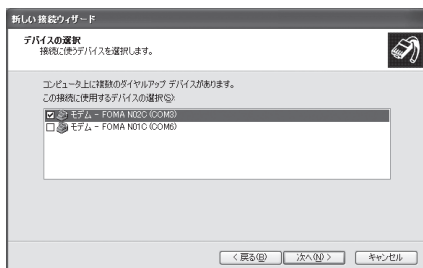 新しい接続ウィザード
デバイスの選択
接続に使うデバイスを選択します。
コンピュータ上に複数のダイヤルアップ デバイスがあります。
この接続に使用するデバイスの選択(S):
モデム - FOMA N02C (COM3)
モデム - FOMA N01C (COM6)
< 戻る(B)
次へ(N) >
キャンセル